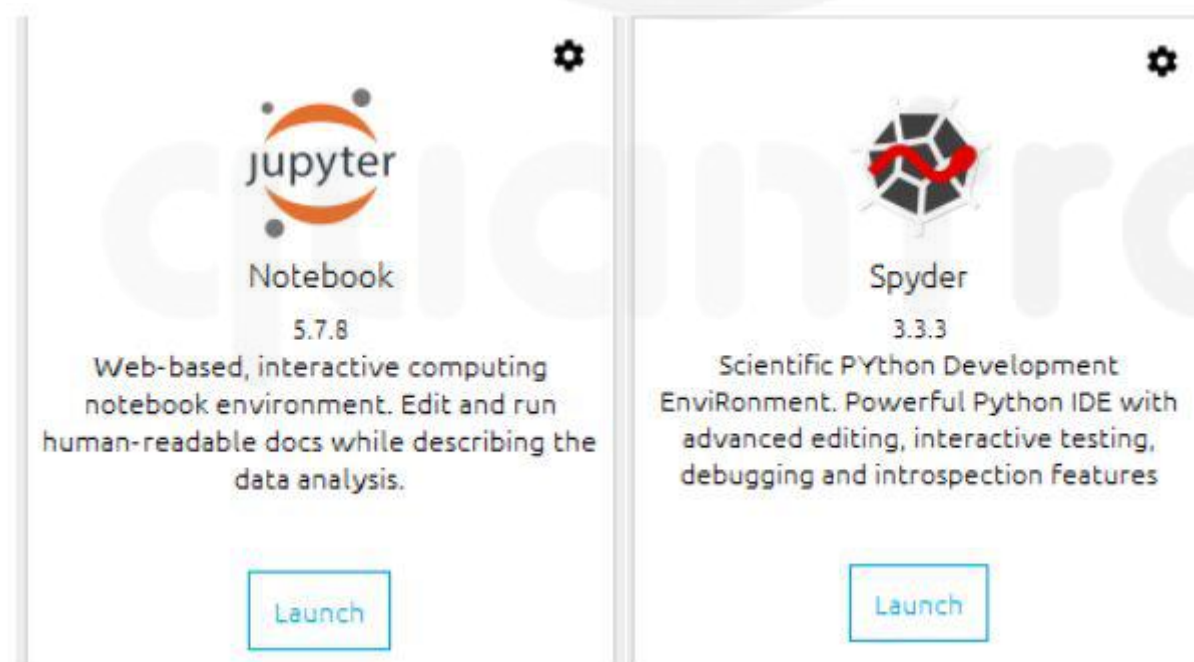 jupyter
Notebook
5.7.8
Web-based, interactive computing
notebook environment. Edit and run
human-readable docs while describing the
data analysis.
Launch
Spyder
3.3.3
Scientific PYthon Development
EnviRonment. Powerful Python IDE with
advanced editing, interactive testing,
debugging and introspection features
Launch